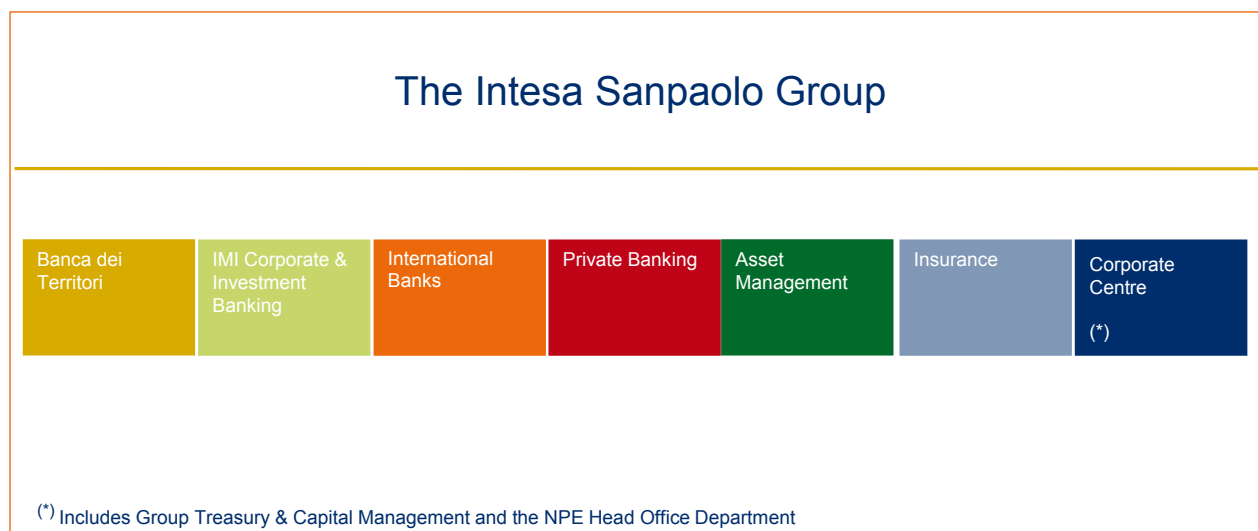 The Intesa Sanpaolo Group
Banca dei
Territori
IMI Corporate &
Investment
Banking
International
Banks
Private Banking
Asset
Management
Insurance
Corporate
Centre
(*)
(*) Includes Group Treasury & Capital Management and the NPE Head Office Department